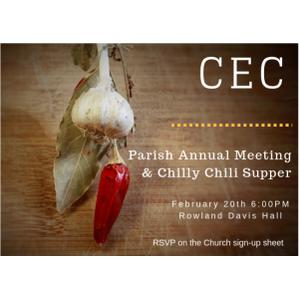 CEC
Parish Annual Meeting
& Chilly Chili Supper
February 20th 6:00PM
Rowland Davis Hall
RSVP on the Church sign-up sheet